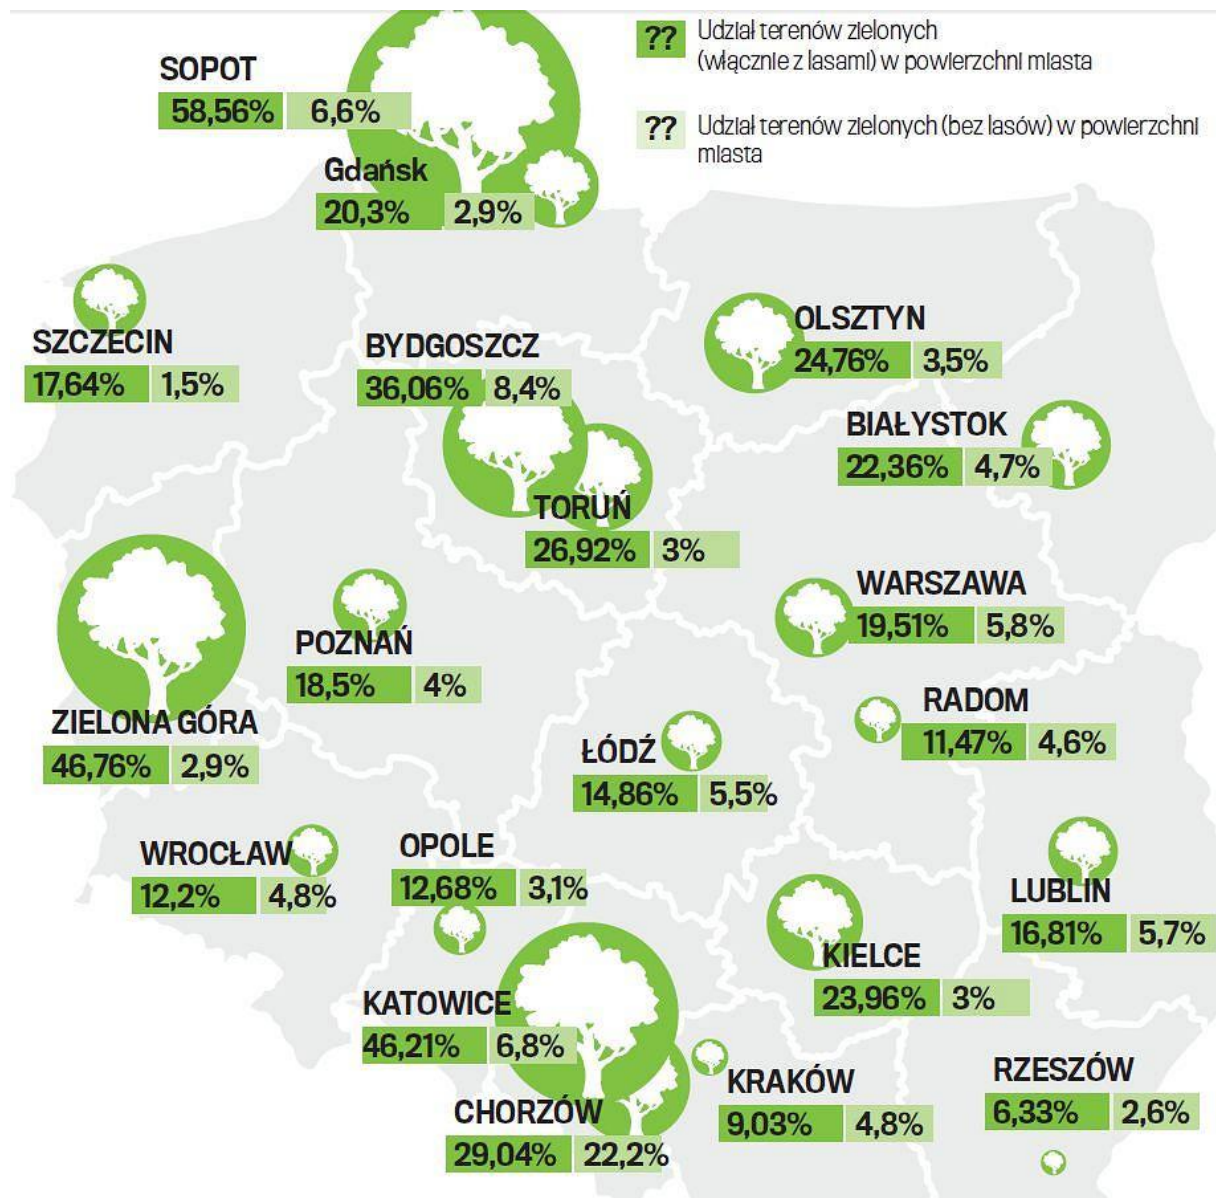 ?? Udział terenów zielonych
(włącznie z lasami) w powierzchni miasta
?? Udział terenów zielonych (bez lasów) w powierzchni
miasta
SOPOT
58,56% 6,6%
Gdańsk
20,3% 2,9%
SZCZECIN
17,64% 1,5%
BYDGOSZCZ
36,06% 8,4%
OLSZTYN
24,76% 3,5%
BIAŁYSTOK
22,36% 4,7%
TORUŃ
26,92% 3%
WARSZAWA
19,51% 5,8%
POZNAŃ
18,5% 4%
ZIELONA GÓRA
46,76% 2,9%
RADOM
11,47% 4,6%
ŁÓDŹ
14,86% 5,5%
WROCŁAW
12,2% 4,8%
OPOLE
12,68% 3,1%
LUBLIN
16,81% 5,7%
KIELCE
23,96% 3%
KATOWICE
46,21% 6,8%
CHORZÓW
29,04% 22,2%
KRAKÓW
9,03% 4,8%
RZESZÓW
6,33% 2,6%